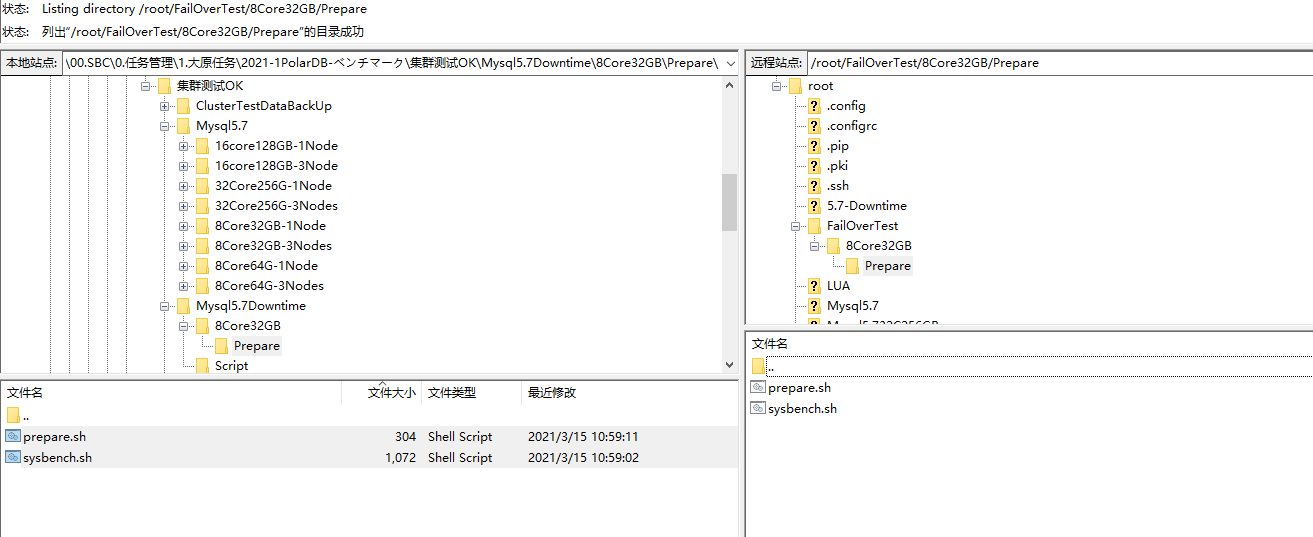 状态: Listing directory /root/FailOverTest/8Core32GB/Prepare
状态: 列出"/root/FailOverTest/8Core32GB/Prepare"的目录成功
本地站点: \00.SBC\0.任务管理\1.大原任务\2021-1PolarDB-ベンチマーク\集群测试OK\Mysql5.7Downtime\8Core32GB\Prepare\
集群测试OK
ClusterTestDataBackUp
Mysql5.7
16core128GB-1Node
16core128GB-3Node
32Core256G-1Node
32Core256G-3Nodes
8Core32GB-1Node
8Core32GB-3Nodes
8Core64G-1Node
8Core64G-3Nodes
Mysql5.7Downtime
8Core32GB
Prepare
Script
文件名 文件大小 文件类型 最近修改
..
prepare.sh 304 Shell Script 2021/3/15 10:59:11
sysbench.sh 1,072 Shell Script 2021/3/15 10:59:02
远程站点: /root/FailOverTest/8Core32GB/Prepare
root
.config
.configrc
.pip
.pki
.ssh
5.7-Downtime
FailOverTest
8Core32GB
Prepare
LUA
Mysql5.7
文件名
..
prepare.sh
sysbench.sh